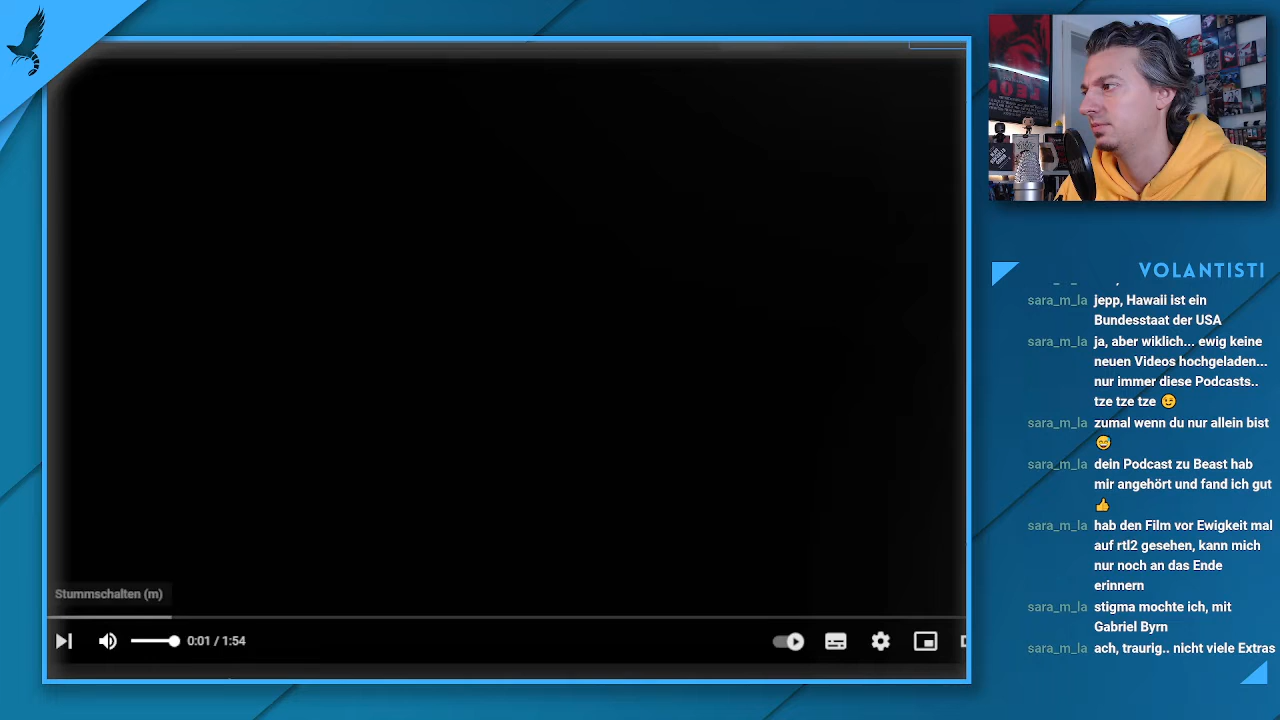 LEON
VOLANTISTI
sara_m_la jepp, Hawaii ist ein
Bundesstaat der USA
sara_m_la ja, aber wiklich... ewig keine
neuen Videos hochgeladen...
nur immer diese Podcasts..
tze tze tze 😉
sara_m_la zumal wenn du nur allein bist
😅
sara_m_la dein Podcast zu Beast hab
mir angehört und fand ich gut
👍
sara_m_la hab den Film vor Ewigkeit mal
auf rtl2 gesehen, kann mich
nur noch an das Ende
erinnern
sara_m_la stigma mochte ich, mit
Gabriel Byrn
sara_m_la ach, traurig.. nicht viele Extras
Stummschalten (m)
0:01 / 1:54